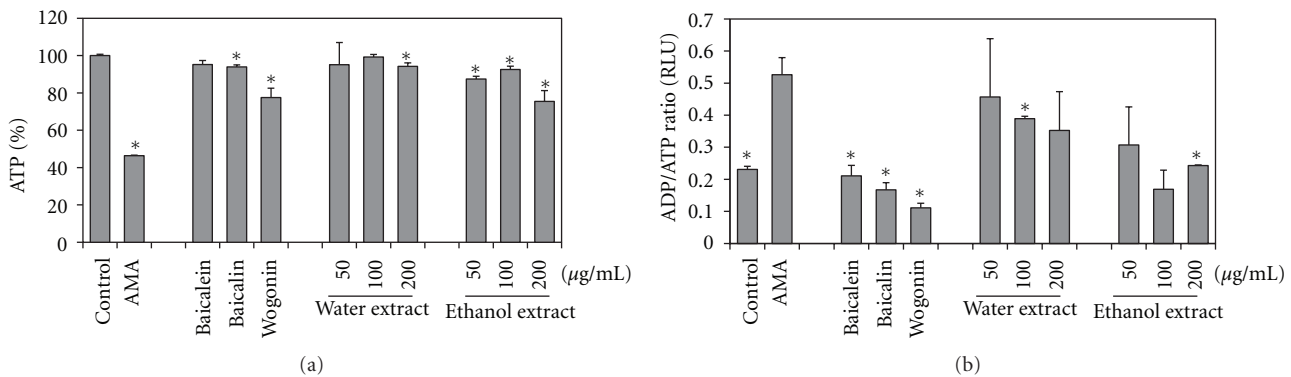 120
100
80
60
40
20
0
ATP (%)
*
*
*
*
*
*
*
Control
AMA
Baicalein
Baicalin
Wogonin
50
100
200
Water extract
50
100
200
Ethanol extract
(µg/mL)
(a)
0.7
0.6
0.5
0.4
0.3
0.2
0.1
0
ADP/ATP ratio (RLU)
*
*
*
*
*
*
Control
AMA
Baicalein
Baicalin
Wogonin
50
100
200
Water extract
50
100
200
Ethanol extract
(µg/mL)
(b)